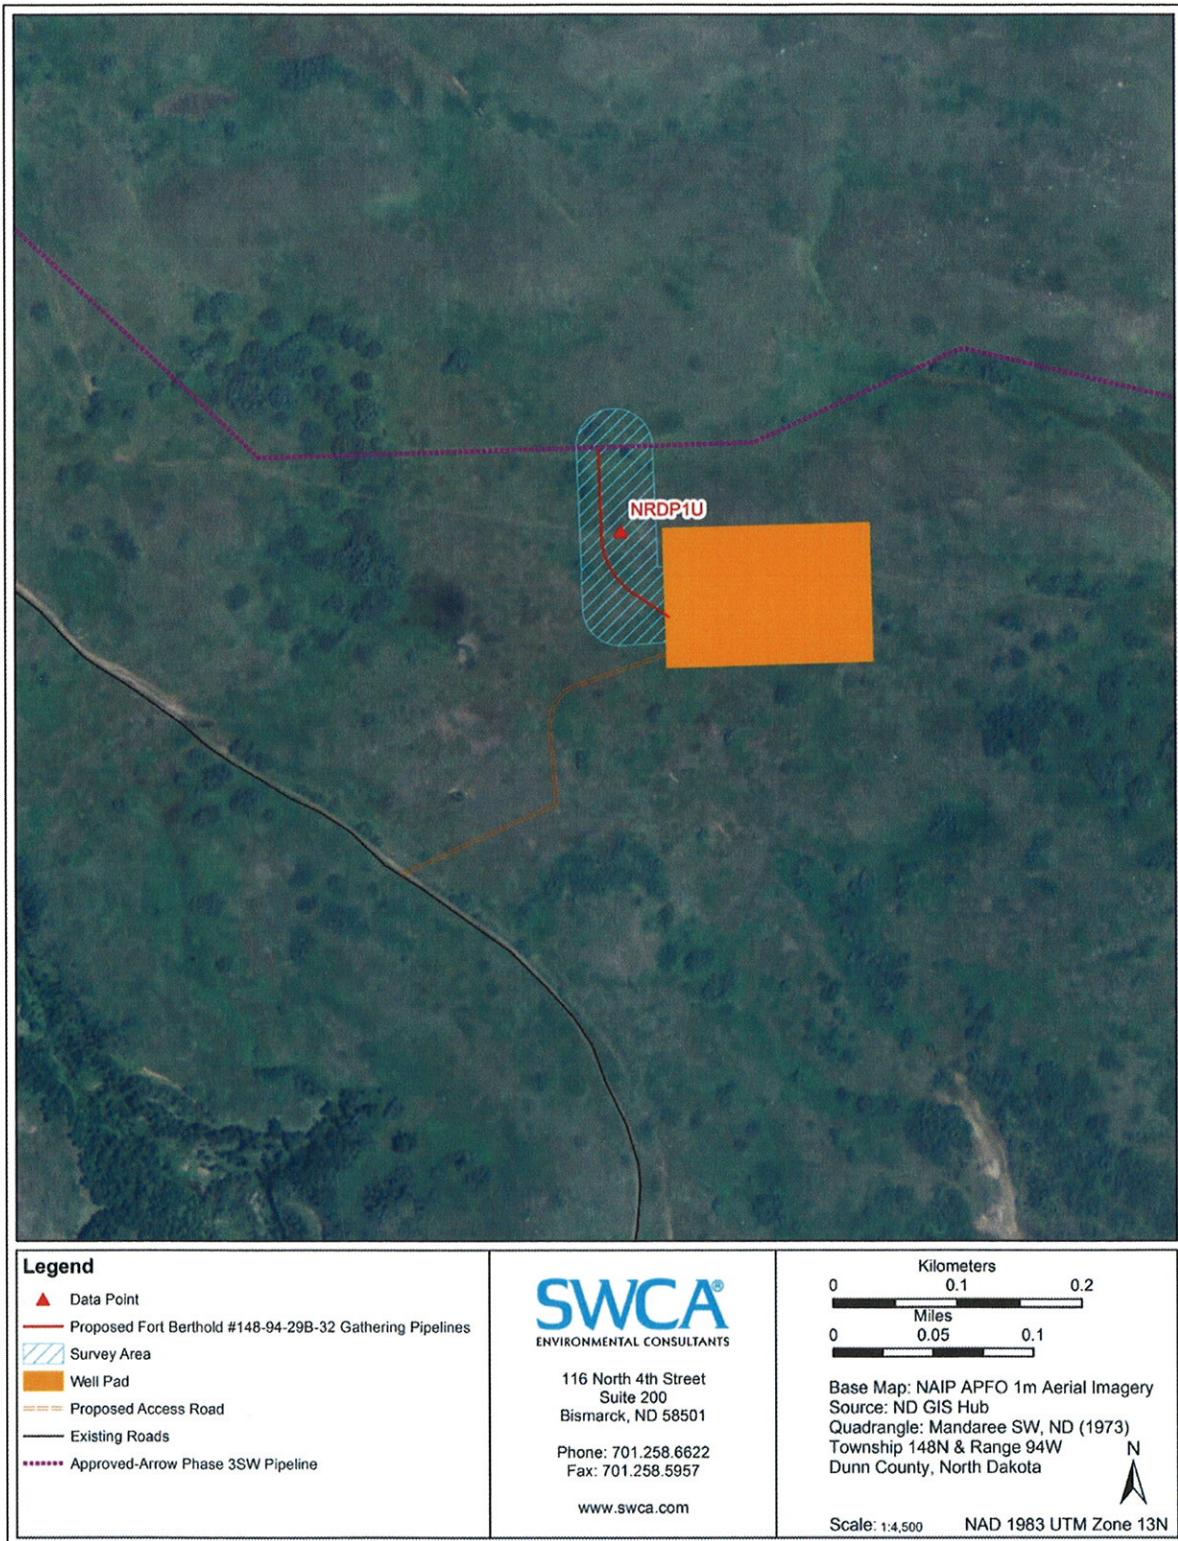 NRDP1U
Legend
Data Point
Proposed Fort Berthold #148-94-29B-32 Gathering Pipelines
Survey Area
Well Pad
Proposed Access Road
Existing Roads
Approved-Arrow Phase 3SW Pipeline
SWCA®
ENVIRONMENTAL CONSULTANTS
116 North 4th Street
Suite 200
Bismarck, ND 58501
Phone: 701.258.6622
Fax: 701.258.5957
www.swca.com
Kilometers
0 0.1 0.2
Miles
0 0.05 0.1
Base Map: NAIP APFO 1m Aerial Imagery
Source: ND GIS Hub
Quadrangle: Mandaree SW, ND (1973)
Township 148N & Range 94W
Dunn County, North Dakota
N
Scale: 1:4,500 NAD 1983 UTM Zone 13N